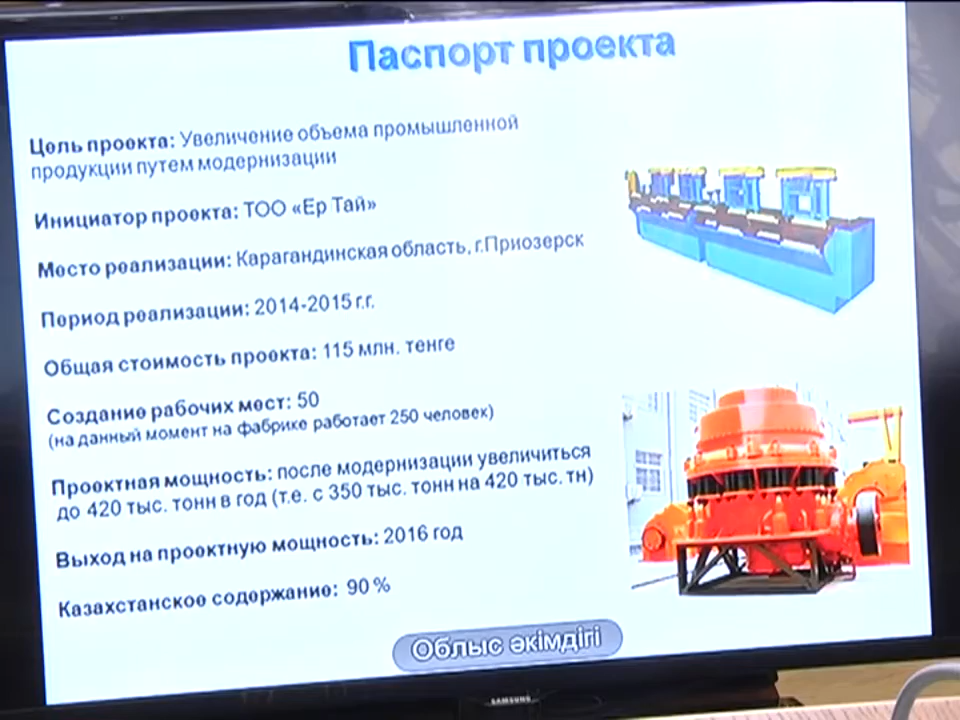 Паспорт проекта
Цель проекта: Увеличение объема промышленной
продукции путем модернизации
Инициатор проекта: ТОО «Ер Тай»
Место реализации: Карагандинская область, г.Приозерск
Период реализации: 2014-2015 г.г.
Общая стоимость проекта: 115 млн. тенге
Создание рабочих мест: 50
(на данный момент на фабрике работает 250 человек)
Проектная мощность: после модернизации увеличиться
до 420 тыс. тонн в год (т.е. с 350 тыс. тонн на 420 тыс. тн)
Выход на проектную мощность: 2016 год
Казахстанское содержание: 90 %
Облыс әкімдігі
SAMSUNG